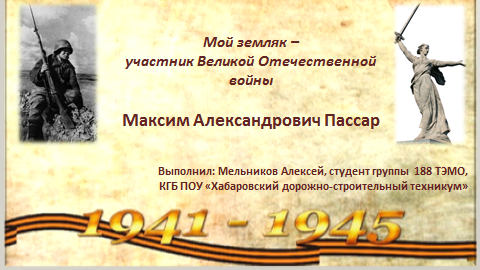 Мой земляк –
участник Великой Отечественной
войны
Максим Александрович Пассар
Выполнил: Мельников Алексей, студент группы 188 ТЭМО,
КГБ ПОУ «Хабаровский дорожно-строительный техникум»
1941 - 1945